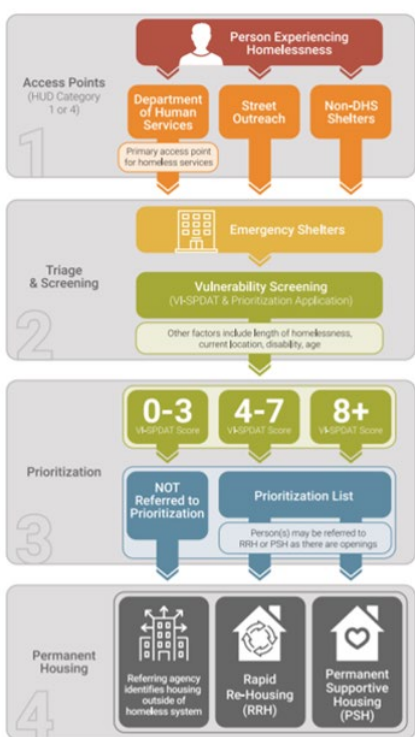 Person Experiencing
Homelessness
Access Points
(HUD Category
1 or 4)
1
Department
of Human
Services
Street
Outreach
Non-DHS
Shelters
Primary access point
for homeless services
Emergency Shelters
Triage
& Screening
2
Vulnerability Screening
(VI-SPDAT & Prioritization Application)
Other factors include length of homelessness,
current location, disability, age
0-3
VI-SPDAT Score
4-7
VI-SPDAT Score
8+
VI-SPDAT Score
Prioritization
3
NOT
Referred to
Prioritization
Prioritization List
Person(s) may be referred to
RRH or PSH as there are openings
Permanent
Housing
4
Referring agency
identifies housing
outside of
homeless system
Rapid
Re-Housing
(RRH)
Permanent
Supportive
Housing
(PSH)